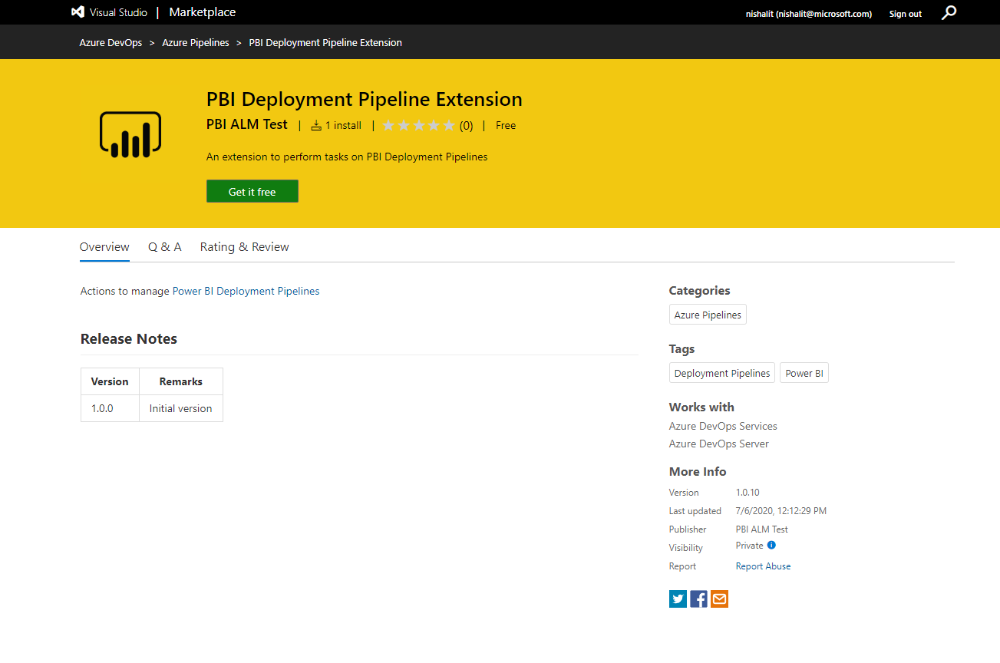 Visual Studio | Marketplace
nishalit (nishalit@microsoft.com) Sign out
Azure DevOps > Azure Pipelines > PBI Deployment Pipeline Extension
PBI Deployment Pipeline Extension
PBI ALM Test | 1 install | (0) | Free
An extension to perform tasks on PBI Deployment Pipelines
Get it free
Overview Q & A Rating & Review
Actions to manage Power BI Deployment Pipelines
Release Notes
Version Remarks
1.0.0 Initial version
Categories
Azure Pipelines
Tags
Deployment Pipelines Power BI
Works with
Azure DevOps Services
Azure DevOps Server
More Info
Version 1.0.10
Last updated 7/6/2020, 12:12:29 PM
Publisher PBI ALM Test
Visibility Private
Report Report Abuse